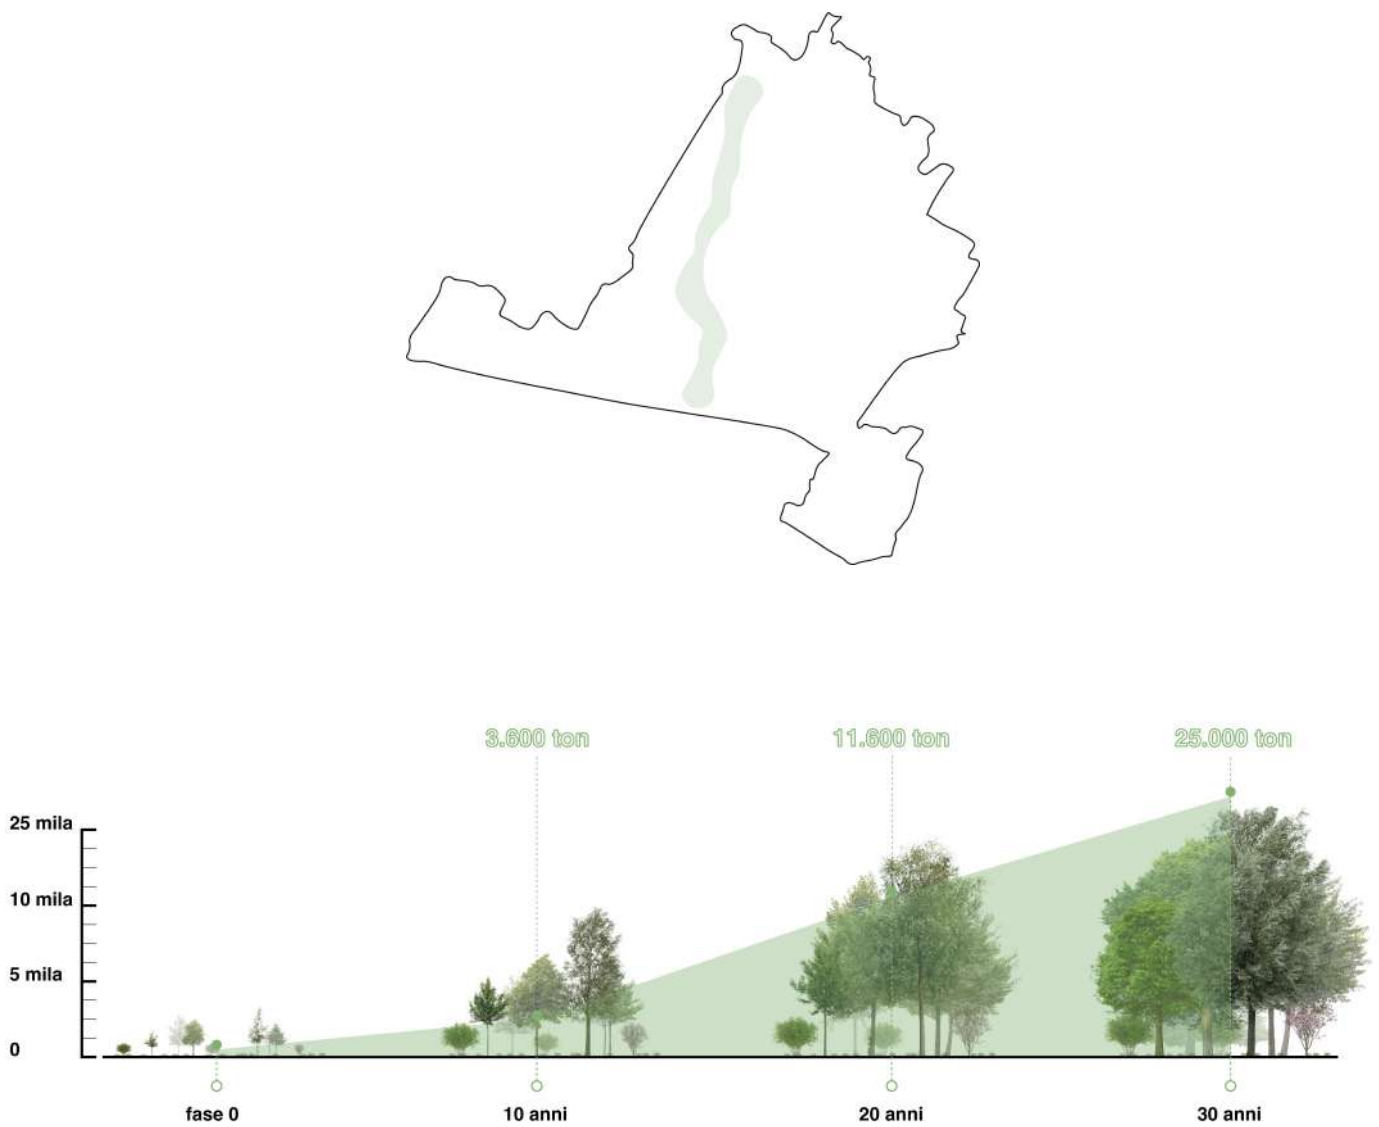 3.600 ton
11.600 ton
25.000 ton
25 mila
10 mila
5 mila
0
fase 0
10 anni
20 anni
30 anni